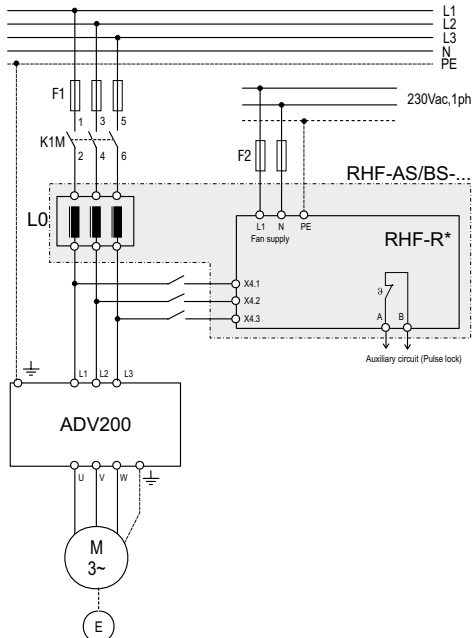 L1
L2
L3
N
PE
F1
1 3 5
K1M
2 4 6
230Vac,1ph
F2
RHF-AS/BS-...
L0
L1 N PE
Fan supply
RHF-R*
X4.1
X4.2
X4.3
ϑ
A B
Auxiliary circuit (Pulse lock)
L1 L2 L3
ADV200
U V W
M
3~
E